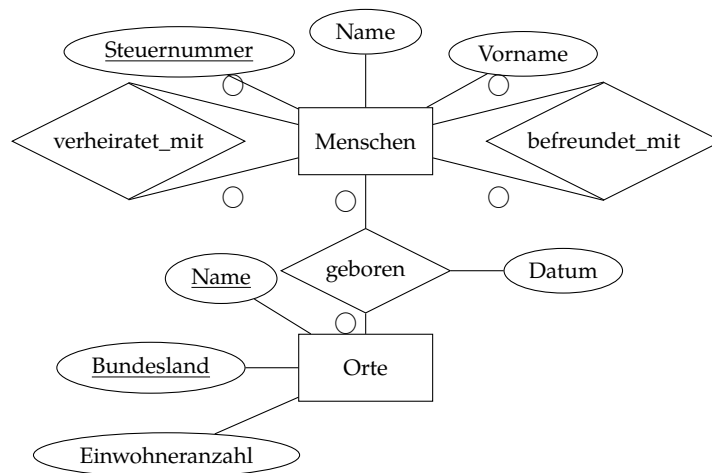 Name
Steuernummer
Vorname
verheiratet_mit
Menschen
befreundet_mit
geboren
Name
Datum
Bundesland
Orte
Einwohneranzahl